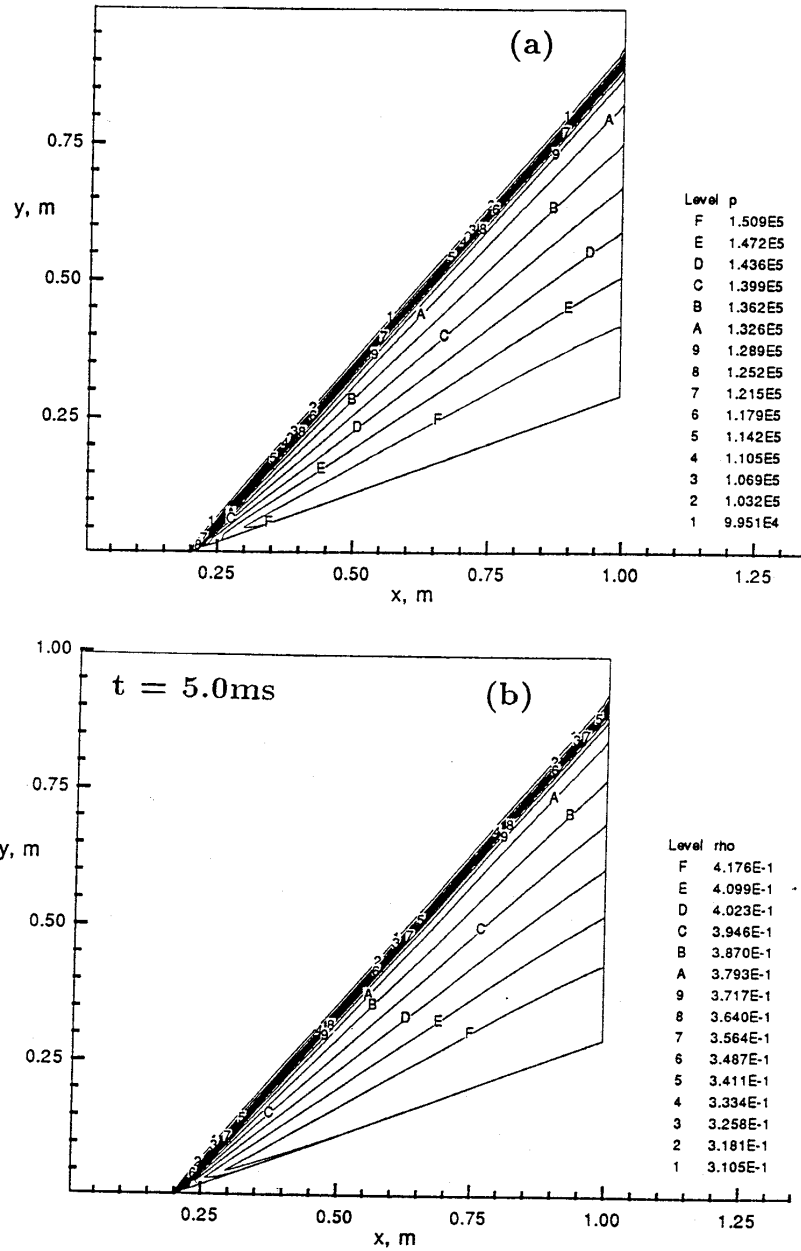 (a)
0.75
y, m
0.50
0.25
0.25 0.50 0.75 1.00 1.25
x, m
A
B
D
A
C
E
B
D
F
E
F
Level p
F 1.509E5
E 1.472E5
D 1.436E5
C 1.399E5
B 1.362E5
A 1.326E5
9 1.289E5
8 1.252E5
7 1.215E5
6 1.179E5
5 1.142E5
4 1.105E5
3 1.069E5
2 1.032E5
1 9.951E4
1.00
t = 5.0ms (b)
0.75
y, m
0.50
0.25
0.25 0.50 0.75 1.00 1.25
x, m
A
B
C
A
B
D
E
F
C
Level rho
F 4.176E-1
E 4.099E-1
D 4.023E-1
C 3.946E-1
B 3.870E-1
A 3.793E-1
9 3.717E-1
8 3.640E-1
7 3.564E-1
6 3.487E-1
5 3.411E-1
4 3.334E-1
3 3.258E-1
2 3.181E-1
1 3.105E-1